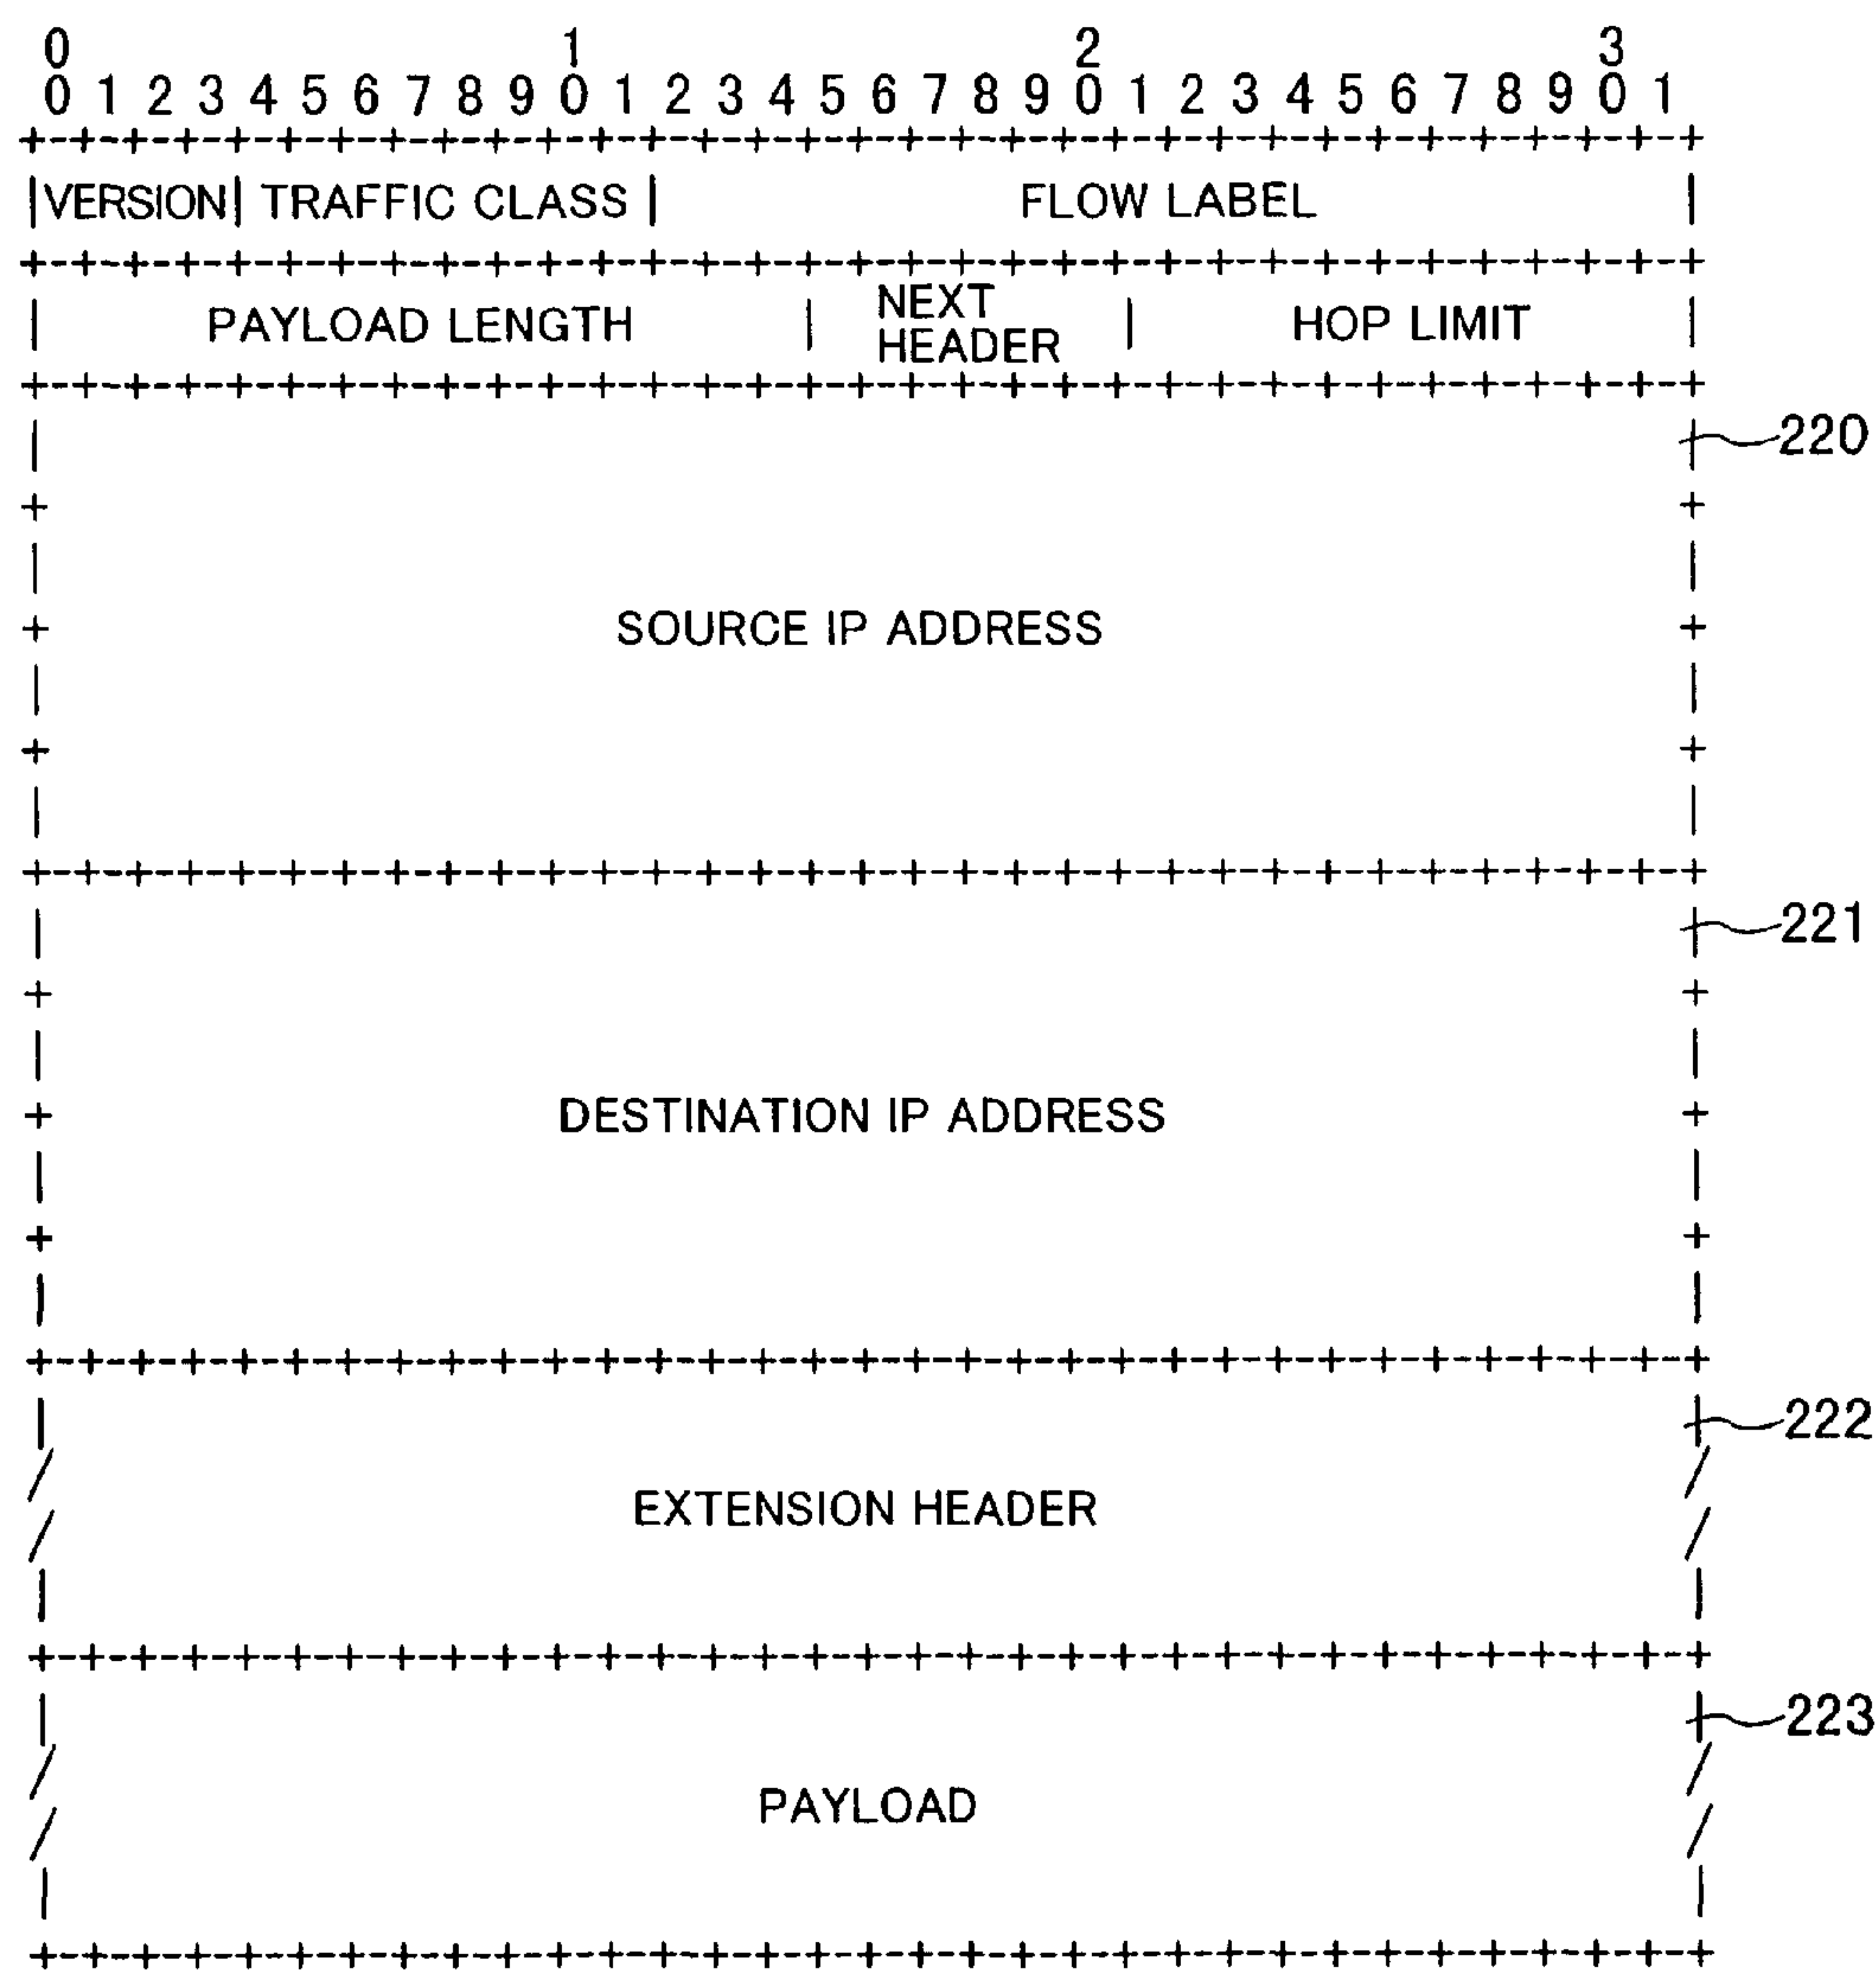 0 1 2 3
0 1 2 3 4 5 6 7 8 9 0 1 2 3 4 5 6 7 8 9 0 1 2 3 4 5 6 7 8 9 0 1
VERSION TRAFFIC CLASS FLOW LABEL
PAYLOAD LENGTH NEXT HEADER HOP LIMIT
220
SOURCE IP ADDRESS
221
DESTINATION IP ADDRESS
222
EXTENSION HEADER
223
PAYLOAD